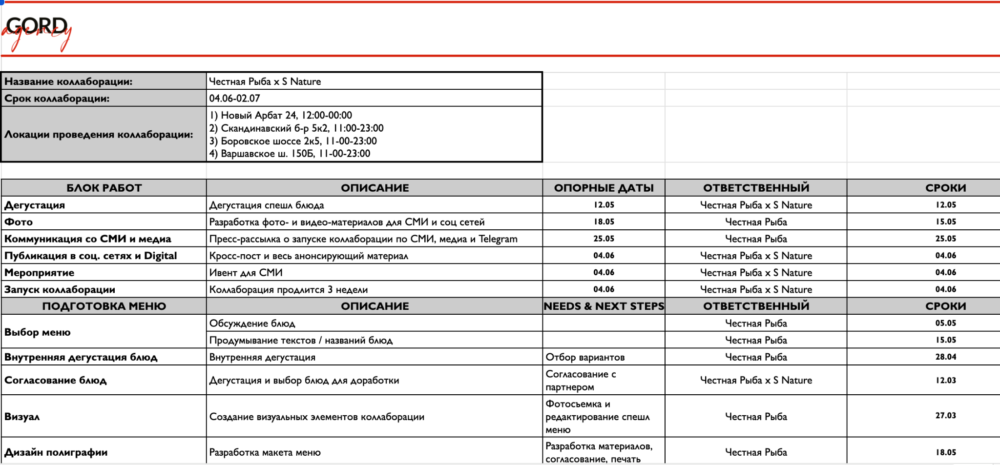 GORD
agency
Название коллаборации: Честная Рыба x S Nature
Срок коллаборации: 04.06-02.07
Локации проведения коллаборации:
1) Новый Арбат 24, 12:00-00:00
2) Скандинавский б-р 5к2, 11:00-23:00
3) Боровское шоссе 2к5, 11-00-23:00
4) Варшавское ш. 150Б, 11-00-23:00
БЛОК РАБОТ ОПИСАНИЕ ОПОРНЫЕ ДАТЫ ОТВЕТСТВЕННЫЙ СРОКИ
Дегустация Дегустация спешл блюда 12.05 Честная Рыба x S Nature 12.05
Фото Разработка фото- и видео-материалов для СМИ и соц сетей 18.05 Честная Рыба 15.05
Коммуникация со СМИ и медиа Пресс-рассылка о запуске коллаборации по СМИ, медиа и Telegram 25.05 Честная Рыба 25.05
Публикация в соц. сетях и Digital Кросс-пост и весь анонсирующий материал 04.06 Честная Рыба x S Nature 04.06
Мероприятие Ивент для СМИ 04.06 Честная Рыба x S Nature 04.06
Запуск коллаборации Коллаборация продлится 3 недели 04.06 Честная Рыба x S Nature 04.06
ПОДГОТОВКА МЕНЮ ОПИСАНИЕ NEEDS & NEXT STEPS ОТВЕТСТВЕННЫЙ СРОКИ
Выбор меню
Обсуждение блюд Честная Рыба 05.05
Продумывание текстов / названий блюд Честная Рыба 15.05
Внутренняя дегустация блюд Внутренняя дегустация Отбор вариантов Честная Рыба 28.04
Согласование блюд Дегустация и выбор блюд для доработки
Согласование с
партнером
Честная Рыба x S Nature 12.03
Визуал Создание визуальных элементов коллаборации
Фотосъемка и
редактирование спешл
меню
Честная Рыба 27.03
Дизайн полиграфии Разработка макета меню
Разработка материалов,
согласование, печать
Честная Рыба 18.05